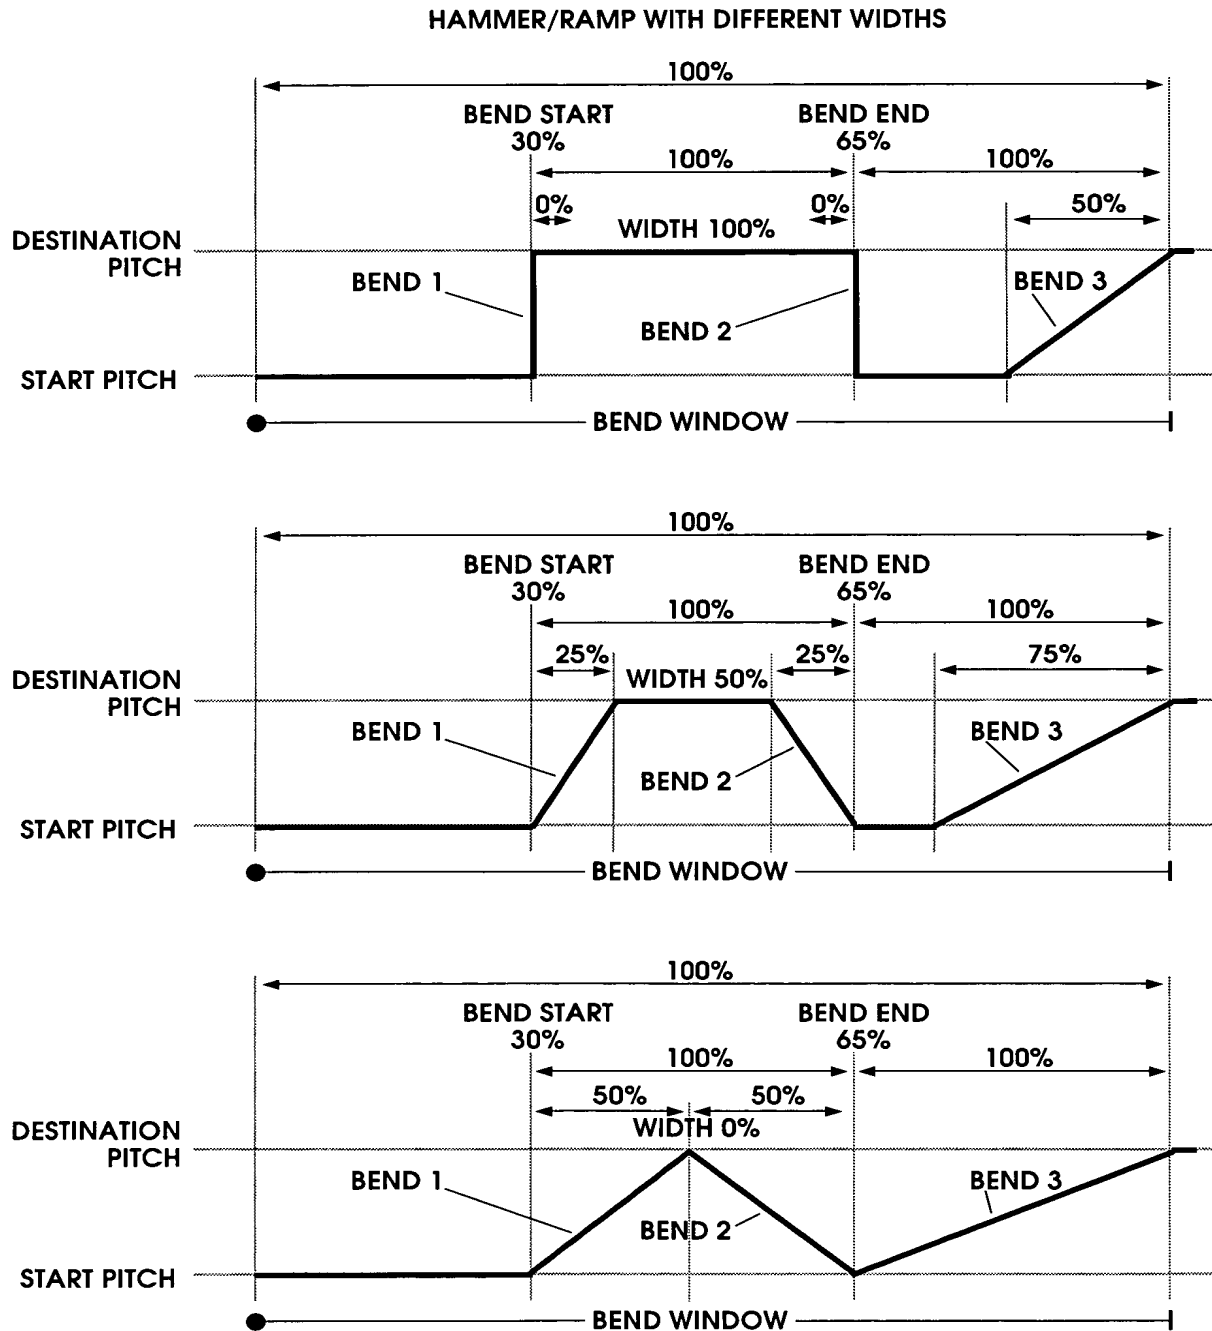 HAMMER/RAMP WITH DIFFERENT WIDTHS
100%
BEND START
30%
BEND END
65%
100%
100%
0%
0%
50%
WIDTH 100%
DESTINATION
PITCH
BEND 1
BEND 2
BEND 3
START PITCH
BEND WINDOW
100%
BEND START
30%
BEND END
65%
100%
100%
25%
25%
75%
WIDTH 50%
DESTINATION
PITCH
BEND 1
BEND 2
BEND 3
START PITCH
BEND WINDOW
100%
BEND START
30%
BEND END
65%
100%
100%
50%
50%
WIDTH 0%
DESTINATION
PITCH
BEND 1
BEND 2
BEND 3
START PITCH
BEND WINDOW